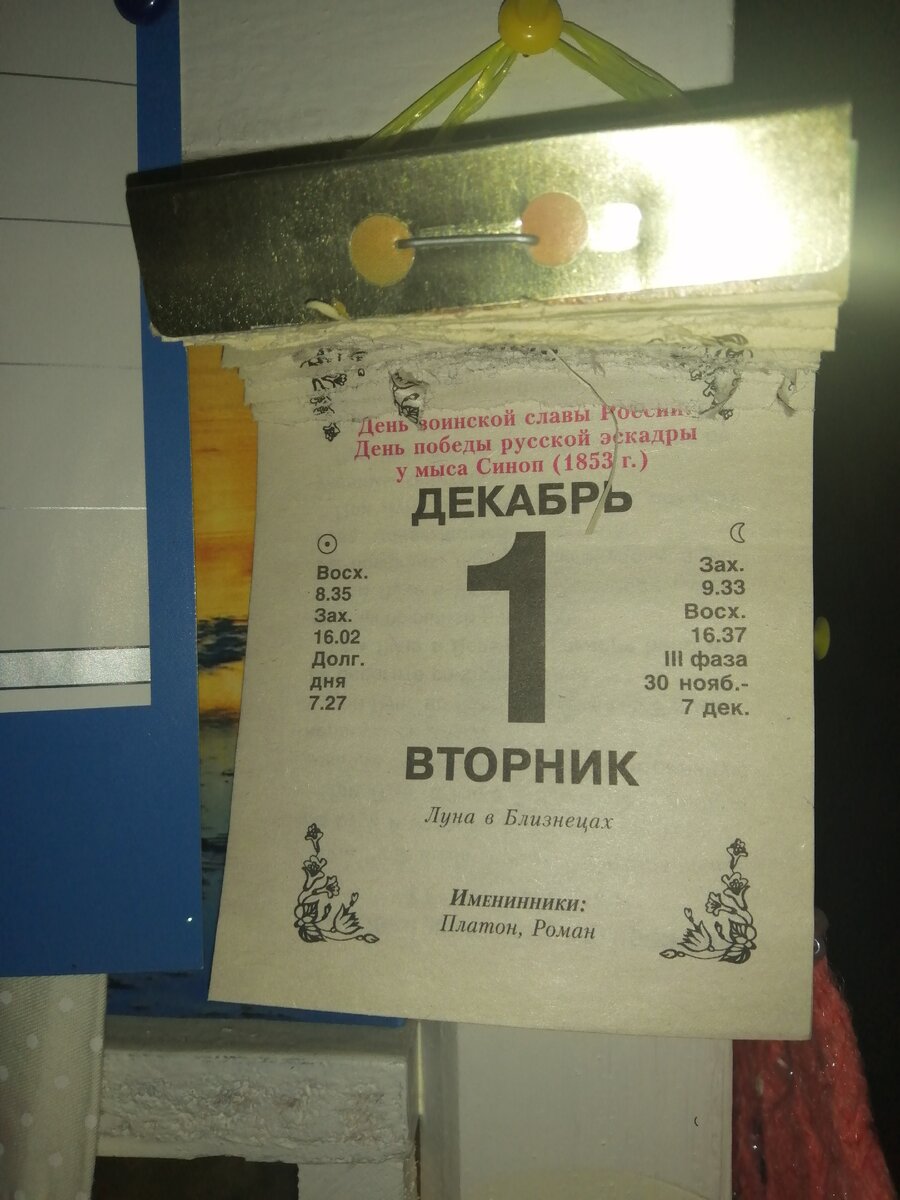 День воинской славы России.
День победы русской эскадры
у мыса Синоп (1853 г.)
ДЕКАБРЬ
1
Восх.
8.35
Зах.
16.02
Долг.
дня
7.27
Зах.
9.33
Восх.
16.37
III фаза
30 нояб.-
7 дек.
ВТОРНИК
Луна в Близнецах
Именинники:
Платон, Роман